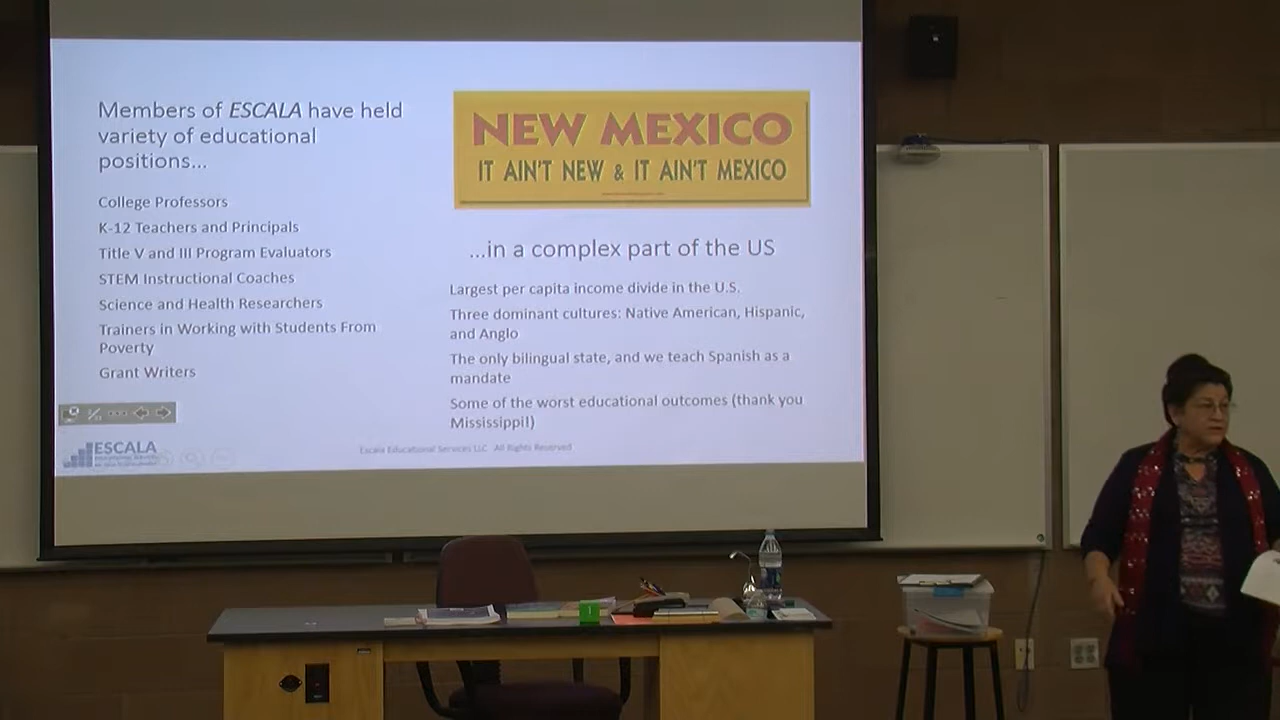 Members of ESCALA have held
variety of educational
positions...
College Professors
K-12 Teachers and Principals
Title V and III Program Evaluators
STEM Instructional Coaches
Science and Health Researchers
Trainers in Working with Students From
Poverty
Grant Writers
NEW MEXICO
IT AIN'T NEW & IT AIN'T MEXICO
...in a complex part of the US
Largest per capita income divide in the U.S.
Three dominant cultures: Native American, Hispanic,
and Anglo
The only bilingual state, and we teach Spanish as a
mandate
Some of the worst educational outcomes (thank you
Mississippi!)
ESCALA
Escala Educational Services LLC All Rights Reserved
1